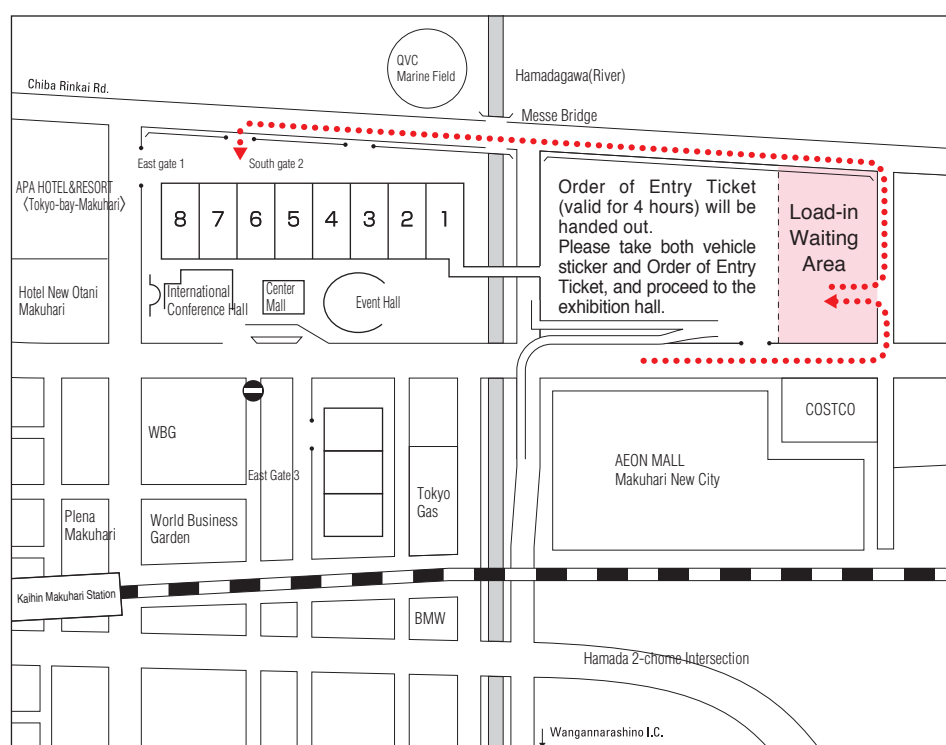 QVC
Marine Field
Hamadagawa(River)
Chiba Rinkai Rd.
Messe Bridge
East gate 1
South gate 2
APA HOTEL&RESORT
〈Tokyo-bay-Makuhari〉
8 7 6 5 4 3 2 1
Order of Entry Ticket
(valid for 4 hours) will be
handed out.
Please take both vehicle
sticker and Order of Entry
Ticket, and proceed to the
exhibition hall.
Load-in
Waiting
Area
Hotel New Otani
Makuhari
International
Conference Hall
Center
Mall
Event Hall
COSTCO
WBG
AEON MALL
Makuhari New City
East Gate 3
Tokyo
Gas
Plena
Makuhari
World Business
Garden
Kaihin Makuhari Station
BMW
Hamada 2-chome Intersection
Wangannarashino I.C.